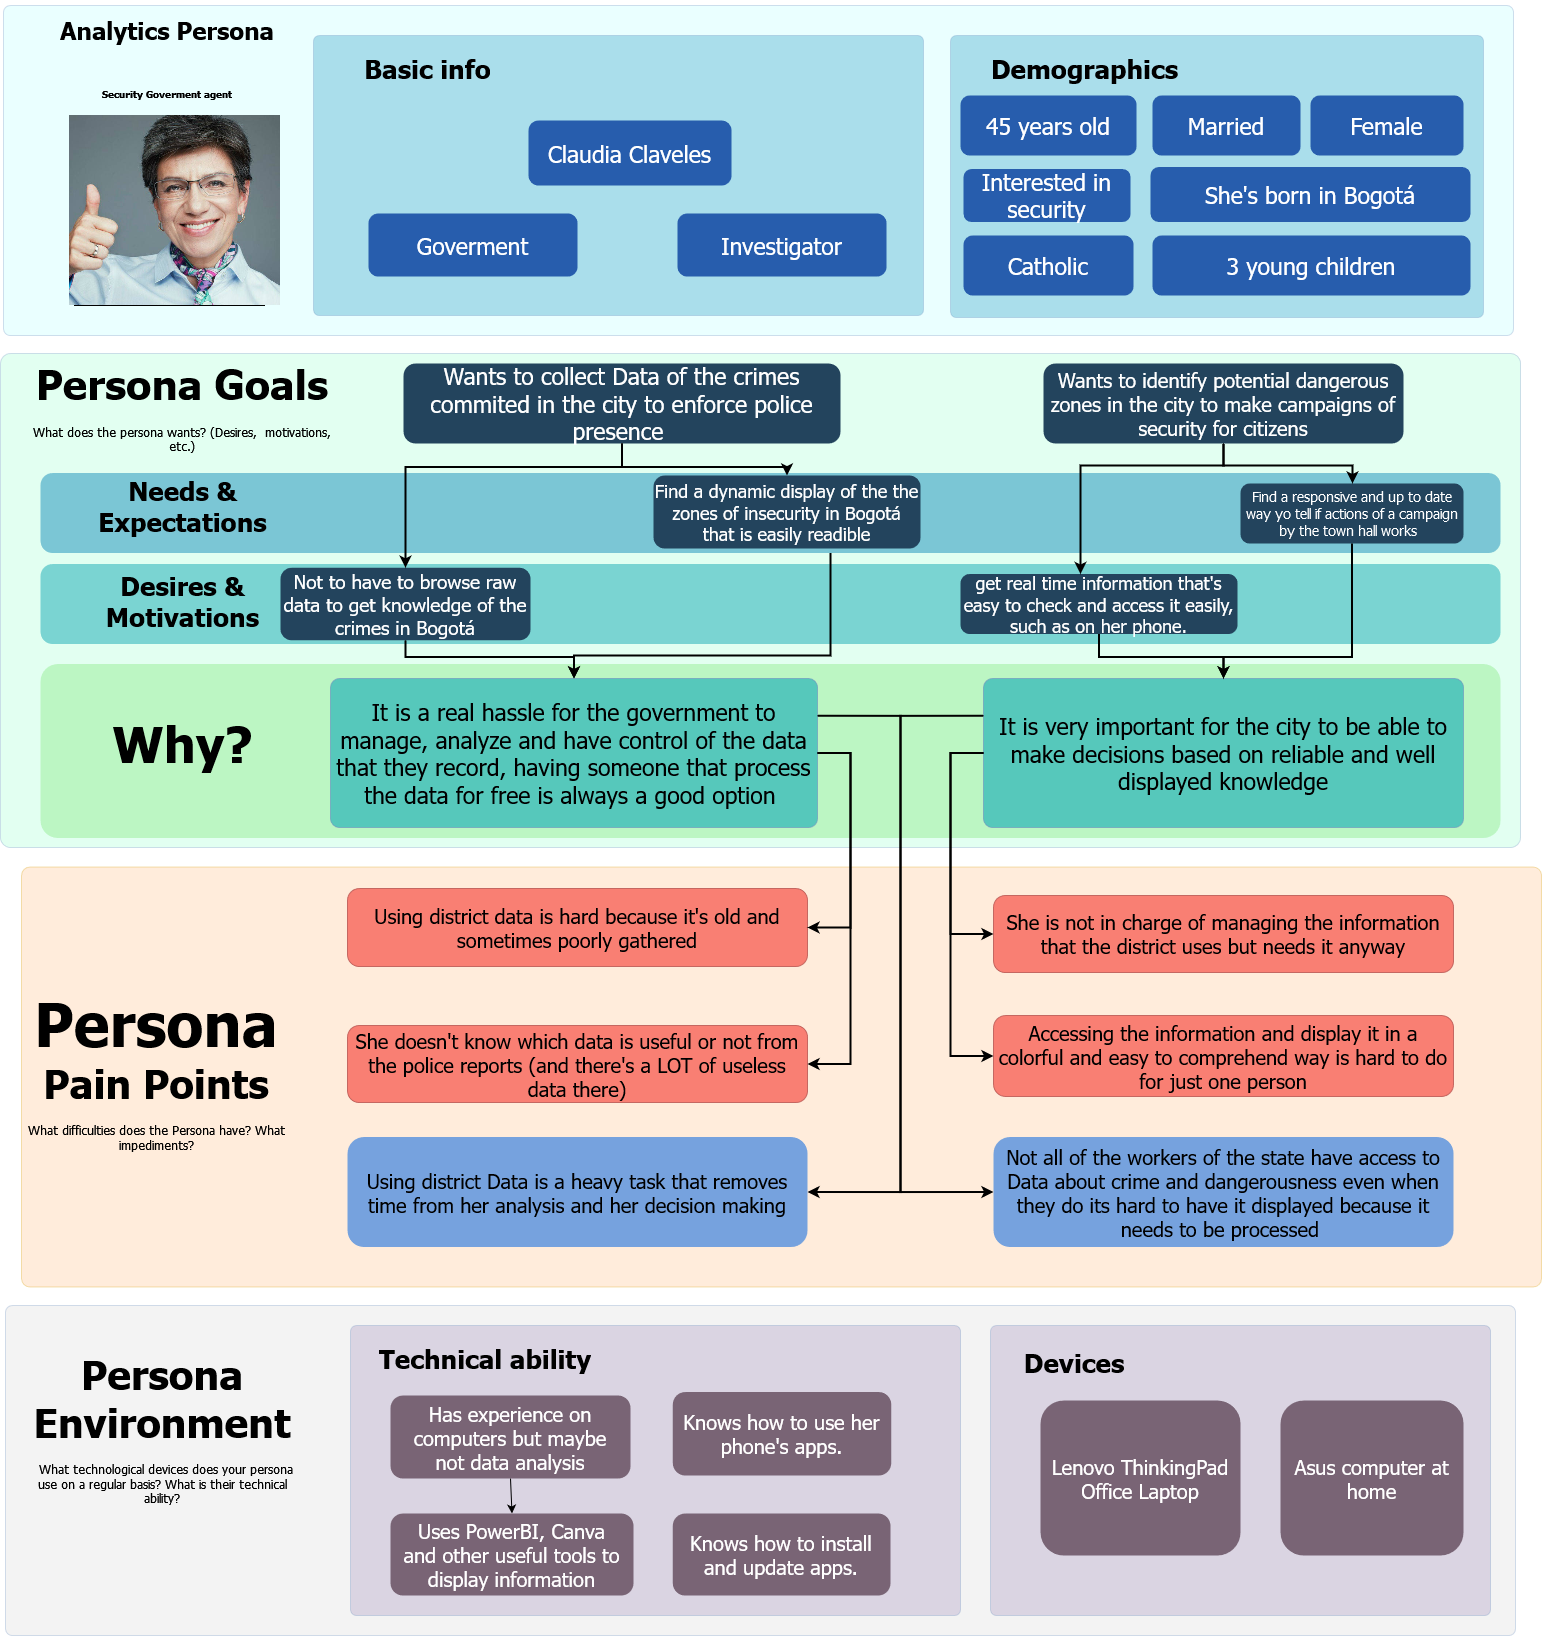 Analytics Persona
Security Goverment agent
Basic info
Claudia Claveles
Goverment
Investigator
Demographics
45 years old
Married
Female
Interested in
security
She's born in Bogotá
Catholic
3 young children
Persona Goals
What does the persona wants? (Desires, motivations,
etc.)
Wants to collect Data of the crimes
commited in the city to enforce police
presence
Wants to identify potential dangerous
zones in the city to make campaigns of
security for citizens
Needs &
Expectations
Find a dynamic display of the the
zones of insecurity in Bogotá
that is easily readible
Find a responsive and up to date
way yo tell if actions of a campaign
by the town hall works
Desires &
Motivations
Not to have to browse raw
data to get knowledge of the
crimes in Bogotá
get real time information that's
easy to check and access it easily,
such as on her phone.
Why?
It is a real hassle for the government to
manage, analyze and have control of the data
that they record, having someone that process
the data for free is always a good option
It is very important for the city to be able to
make decisions based on reliable and well
displayed knowledge
Persona
Pain Points
What difficulties does the Persona have? What
impediments?
Using district data is hard because it's old and
sometimes poorly gathered
She is not in charge of managing the information
that the district uses but needs it anyway
She doesn't know which data is useful or not from
the police reports (and there's a LOT of useless
data there)
Accessing the information and display it in a
colorful and easy to comprehend way is hard to do
for just one person
Using district Data is a heavy task that removes
time from her analysis and her decision making
Not all of the workers of the state have access to
Data about crime and dangerousness even when
they do its hard to have it displayed because it
needs to be processed
Persona
Environment
What technological devices does your persona
use on a regular basis? What is their technical
ability?
Technical ability
Has experience on
computers but maybe
not data analysis
Knows how to use her
phone's apps.
Uses PowerBI, Canva
and other useful tools to
display information
Knows how to install
and update apps.
Devices
Lenovo ThinkingPad
Office Laptop
Asus computer at
home